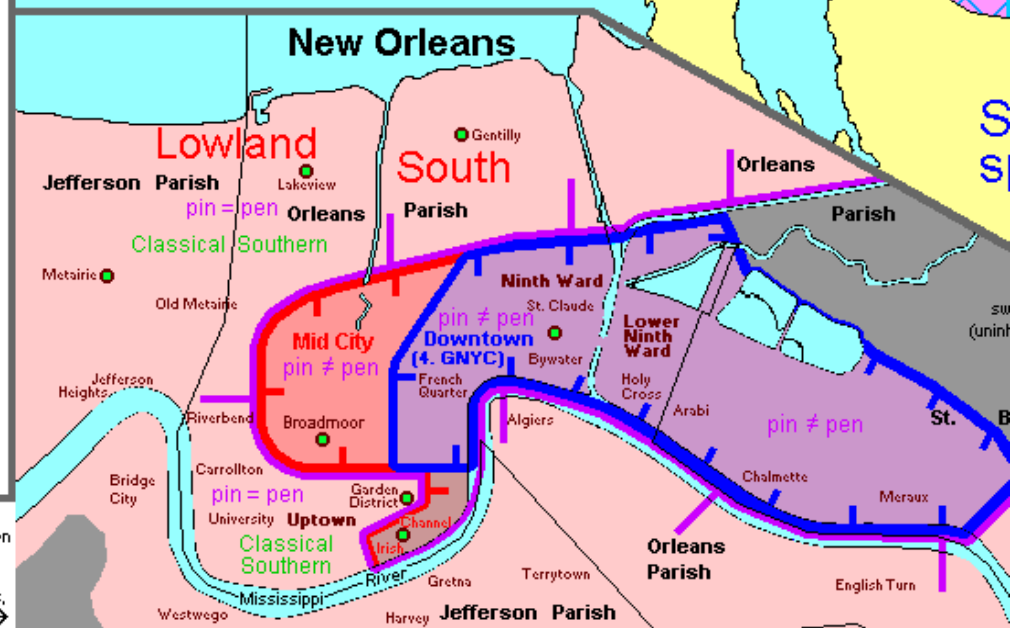 New Orleans
Lowland
South
Gentilly
Lakeview
Jefferson Parish
Orleans
Parish
Orleans
Parish
pin = pen
Classical Southern
Metairie
Old Metairie
Ninth Ward
St. Claude
pin ≠ pen
Downtown
(4. GNYC)
Bywater
Lower
Ninth
Ward
Mid City
pin ≠ pen
French
Quarter
Holy
Cross
Jefferson
Heights
Riverbend
Broadmoor
Algiers
Arabi
pin ≠ pen
St.
Carrollton
Bridge
City
pin = pen
Garden
District
University
Uptown
Channel
Irish
Classical
Southern
Chalmette
Meraux
River
Mississippi
Gretna
Terrytown
Orleans
Parish
English Turn
Westwego
Harvey
Jefferson Parish